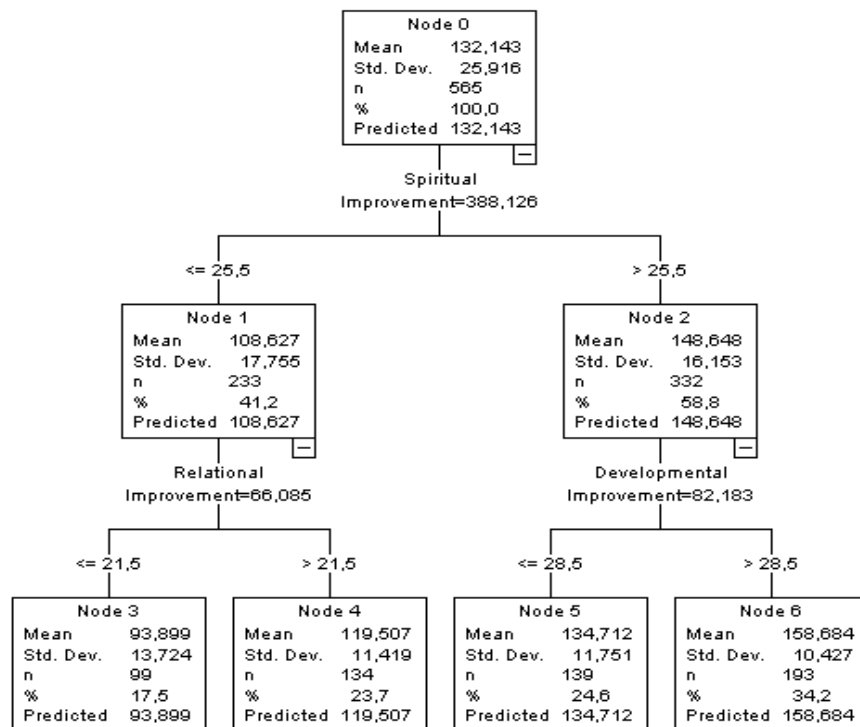 Node 0
Mean 132,143
Std. Dev. 25,916
n 565
% 100,0
Predicted 132,143
Spiritual
Improvement=388,126
<= 25,5
> 25,5
Node 1
Mean 108,627
Std. Dev. 17,755
n 233
% 41,2
Predicted 108,627
Node 2
Mean 148,648
Std. Dev. 16,153
n 332
% 58,8
Predicted 148,648
Relational
Improvement=66,085
Developmental
Improvement=82,183
<= 21,5
> 21,5
<= 28,5
> 28,5
Node 3
Mean 93,899
Std. Dev. 13,724
n 99
% 17,5
Predicted 93,899
Node 4
Mean 119,507
Std. Dev. 11,419
n 134
% 23,7
Predicted 119,507
Node 5
Mean 134,712
Std. Dev. 11,751
n 139
% 24,6
Predicted 134,712
Node 6
Mean 158,684
Std. Dev. 10,427
n 193
% 34,2
Predicted 158,684